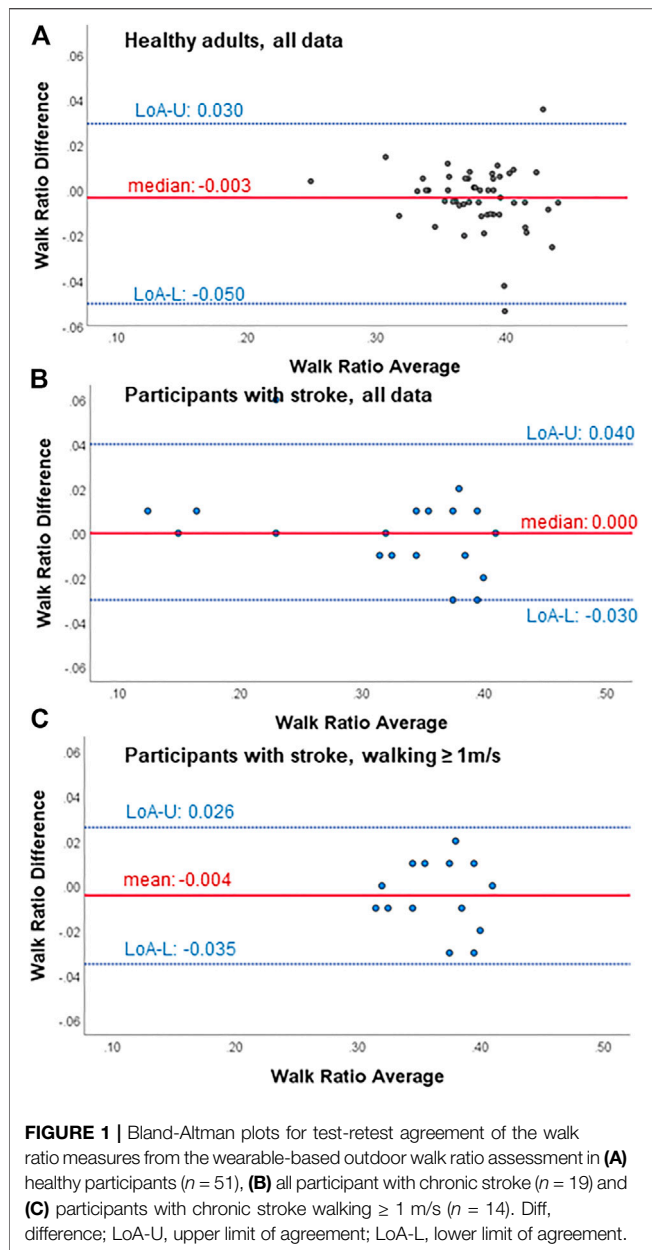 A
Healthy adults, all data
.06
LoA-U: 0.030
.04
.02
median: -0.003
.00
-.02
LoA-L: -0.050
-.04
-.06
Walk Ratio Difference
.10 .20 .30 .40
Walk Ratio Average
B
Participants with stroke, all data
.06
LoA-U: 0.040
.04
.02
median: 0.000
.00
-.02
LoA-L: -0.030
-.04
-.06
Walk Ratio Difference
.10 .20 .30 .40 .50
Walk Ratio Average
C
Participants with stroke, walking ≥ 1m/s
.06
.04
LoA-U: 0.026
.02
mean: -0.004
.00
-.02
LoA-L: -0.035
-.04
-.06
Walk Ratio Difference
.10 .20 .30 .40 .50
Walk Ratio Average
FIGURE 1 | Bland-Altman plots for test-retest agreement of the walk
ratio measures from the wearable-based outdoor walk ratio assessment in (A)
healthy participants (n = 51), (B) all participant with chronic stroke (n = 19) and
(C) participants with chronic stroke walking ≥ 1 m/s (n = 14). Diff,
difference; LoA-U, upper limit of agreement; LoA-L, lower limit of agreement.